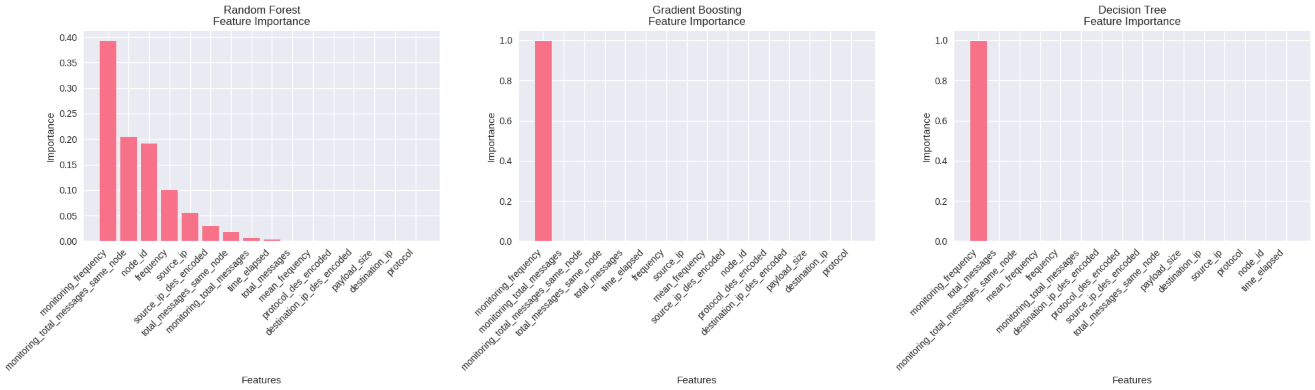 Random Forest
Feature Importance
Importance
0.40
0.35
0.30
0.25
0.20
0.15
0.10
0.05
0.00
monitoring_frequency
monitoring_total_messages_same_node
node_id
frequency
source_ip
source_ip_des_encoded
total_messages_same_node
monitoring_total_messages
time_elapsed
total_messages
mean_frequency
protocol_des_encoded
destination_ip_des_encoded
payload_size
destination_ip
protocol
Features
Gradient Boosting
Feature Importance
Importance
1.0
0.8
0.6
0.4
0.2
0.0
monitoring_frequency
monitoring_total_messages
monitoring_total_messages_same_node
total_messages_same_node
total_messages
time_elapsed
frequency
source_ip
mean_frequency
source_ip_des_encoded
node_id
protocol_des_encoded
destination_ip_des_encoded
payload_size
destination_ip
protocol
Features
Decision Tree
Feature Importance
Importance
1.0
0.8
0.6
0.4
0.2
0.0
monitoring_frequency
total_messages
monitoring_total_messages_same_node
mean_frequency
frequency
monitoring_total_messages
destination_ip_des_encoded
protocol_des_encoded
source_ip_des_encoded
total_messages_same_node
payload_size
destination_ip
source_ip
protocol
node_id
time_elapsed
Features